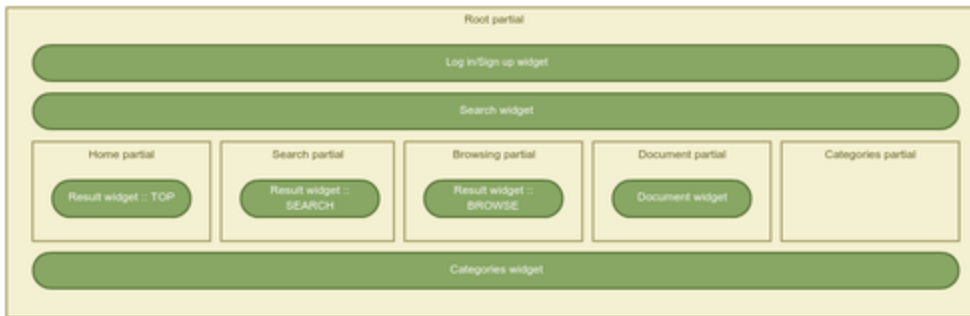 Root partial
Log in/Sign up widget
Search widget
Home partial
Search partial
Browsing partial
Document partial
Categories partial
Result widget :: TOP
Result widget ::
SEARCH
Result widget ::
BROWSE
Document widget
Categories widget